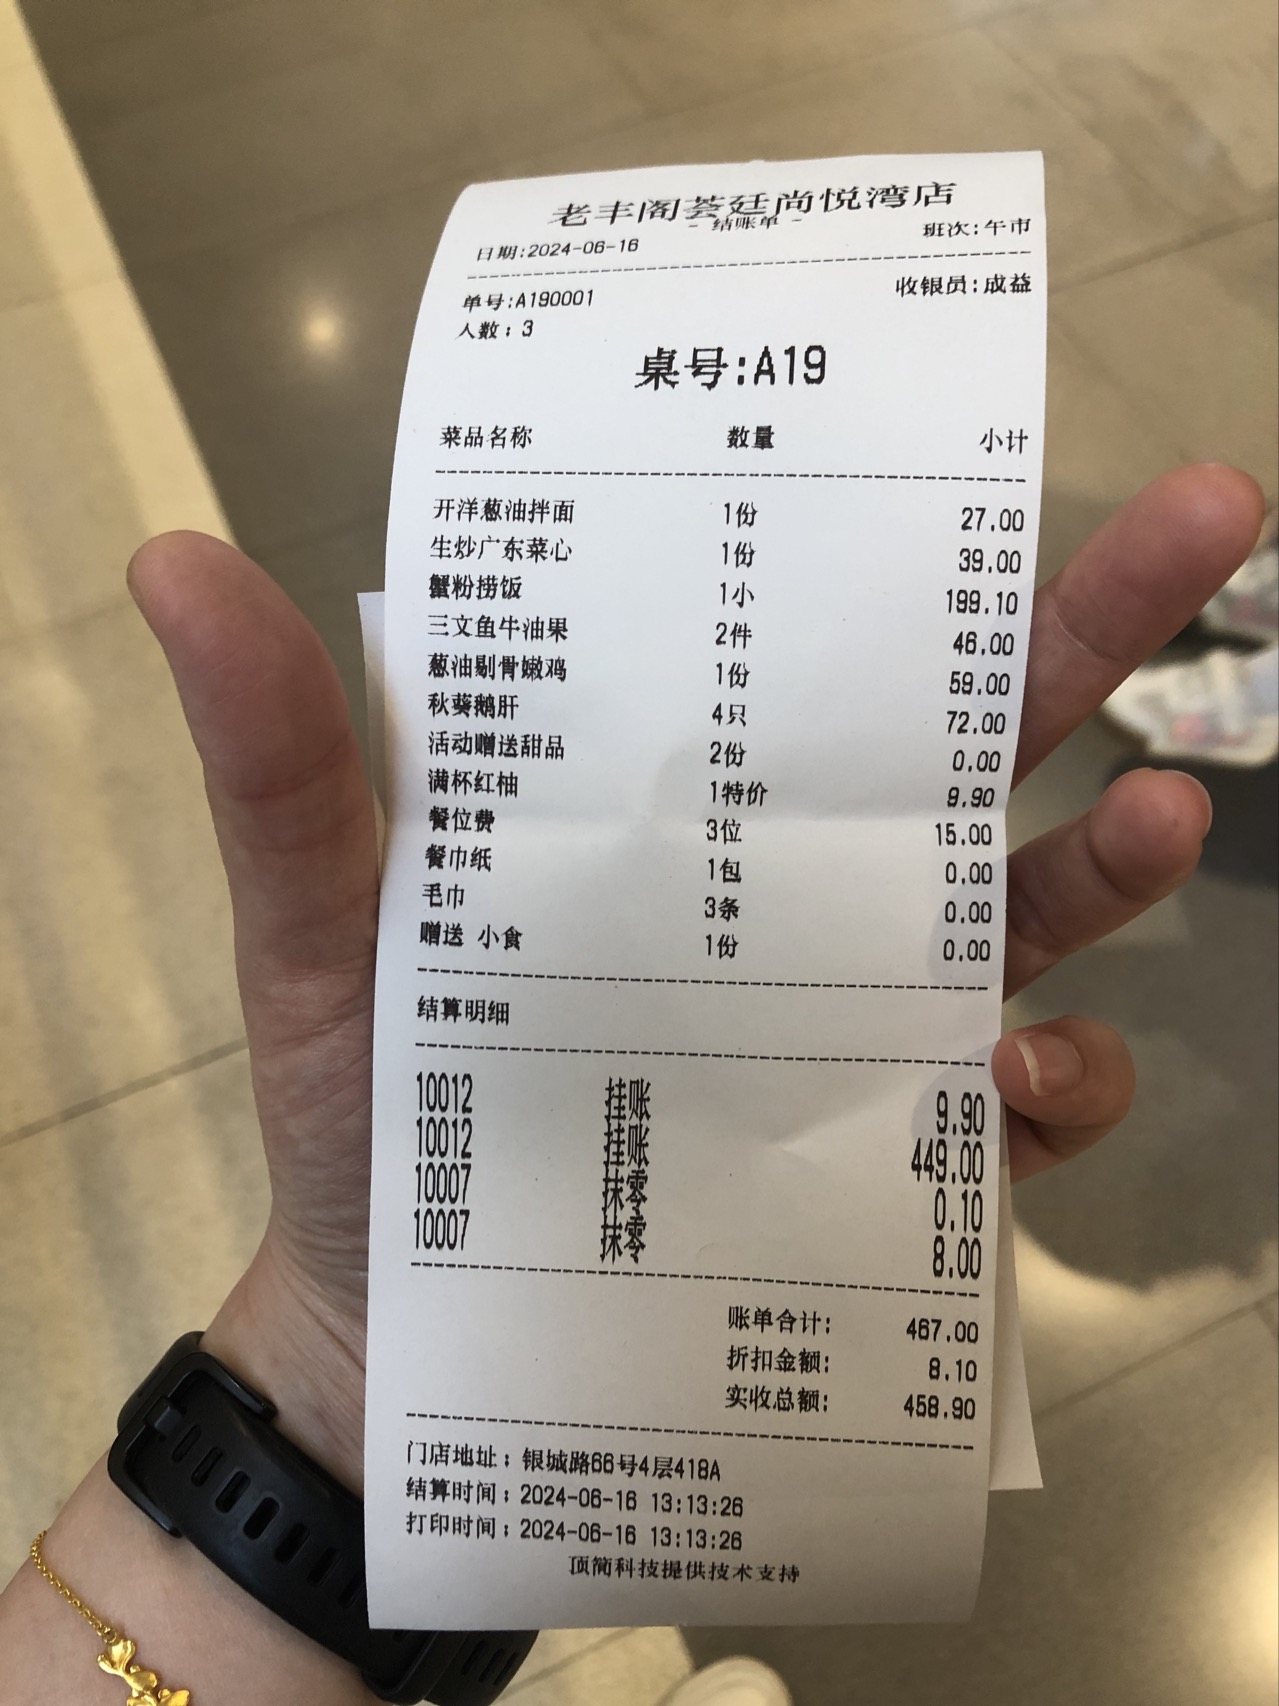 老丰阁荟廷尚悦湾店
- 结账单 -
日期:2024-06-16 班次:午市
单号:A190001 收银员:成益
人数:3
桌号:A19
菜品名称 数量 小计
开洋葱油拌面 1份 27.00
生炒广东菜心 1份 39.00
蟹粉捞饭 1小 199.10
三文鱼牛油果 2件 46.00
葱油剔骨嫩鸡 1份 59.00
秋葵鹅肝 4只 72.00
活动赠送甜品 2份 0.00
满杯红柚 1特价 9.90
餐位费 3位 15.00
餐巾纸 1包 0.00
毛巾 3条 0.00
赠送 小食 1份 0.00
结算明细
10012 挂账 9.90
10012 挂账 449.00
10007 抹零 0.10
10007 抹零 8.00
账单合计: 467.00
折扣金额: 8.10
实收总额: 458.90
门店地址:银城路66号4层418A
结算时间:2024-06-16 13:13:26
打印时间:2024-06-16 13:13:26
顶简科技提供技术支持